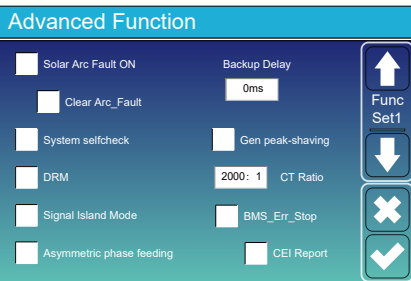 Advanced Function
Solar Arc Fault ON
Backup Delay
Clear Arc_Fault
0ms
Func
Set1
System selfcheck
Gen peak-shaving
DRM
2000: 1
CT Ratio
Signal Island Mode
BMS_Err_Stop
Asymmetric phase feeding
CEI Report